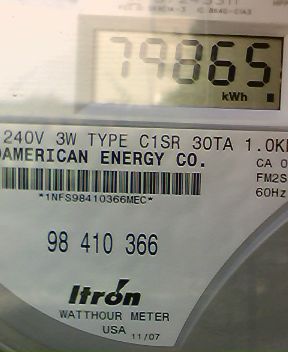 79865
kWh
240V 3W TYPE C1SR 30TA 1.0K
OAMERICAN ENERGY CO.
CA 0
FM2S
60Hz
*1NFS98410366MEC*
98 410 366
Itron
WATTHOUR METER
USA 11/07